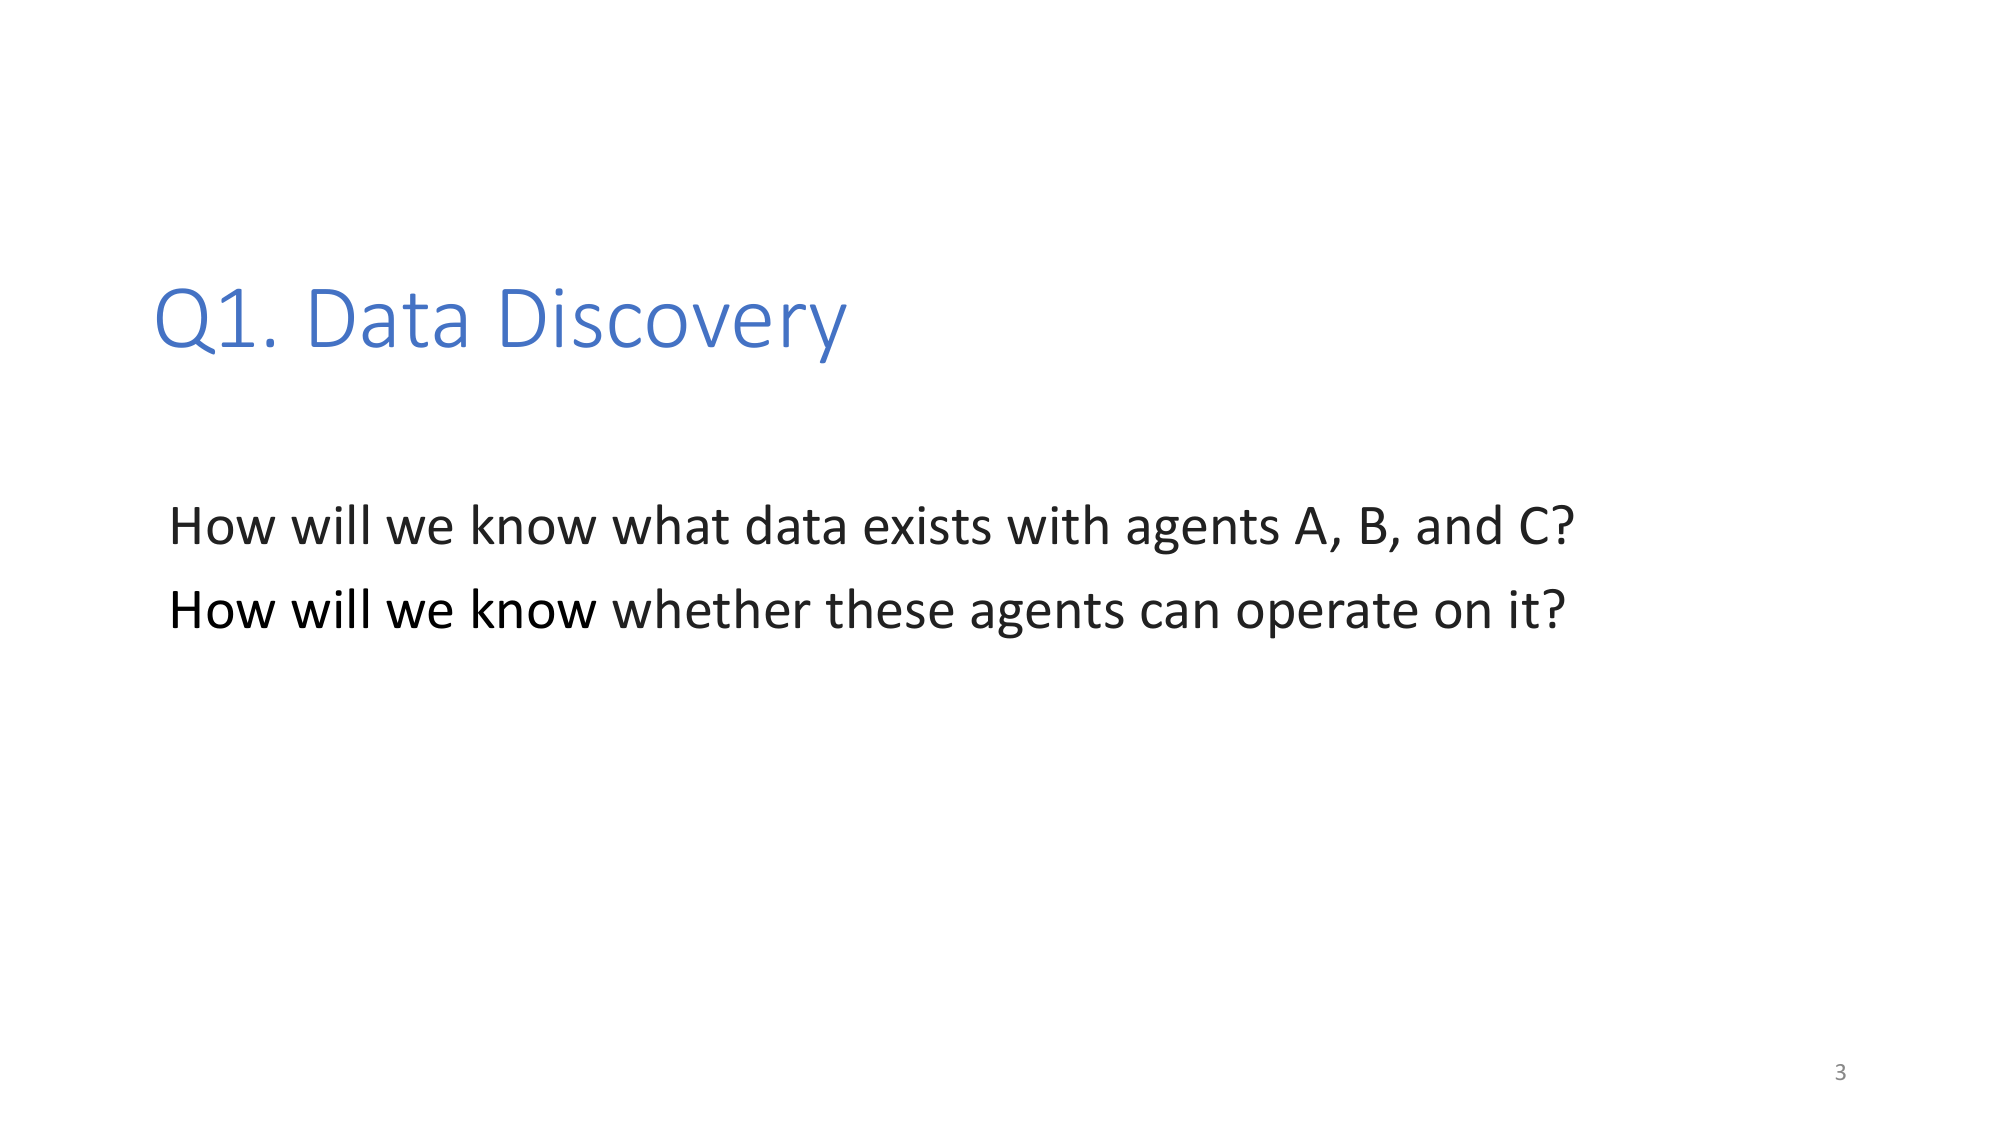 Q1. Data Discovery
How will we know what data exists with agents A, B, and C?
How will we know whether these agents can operate on it?
3